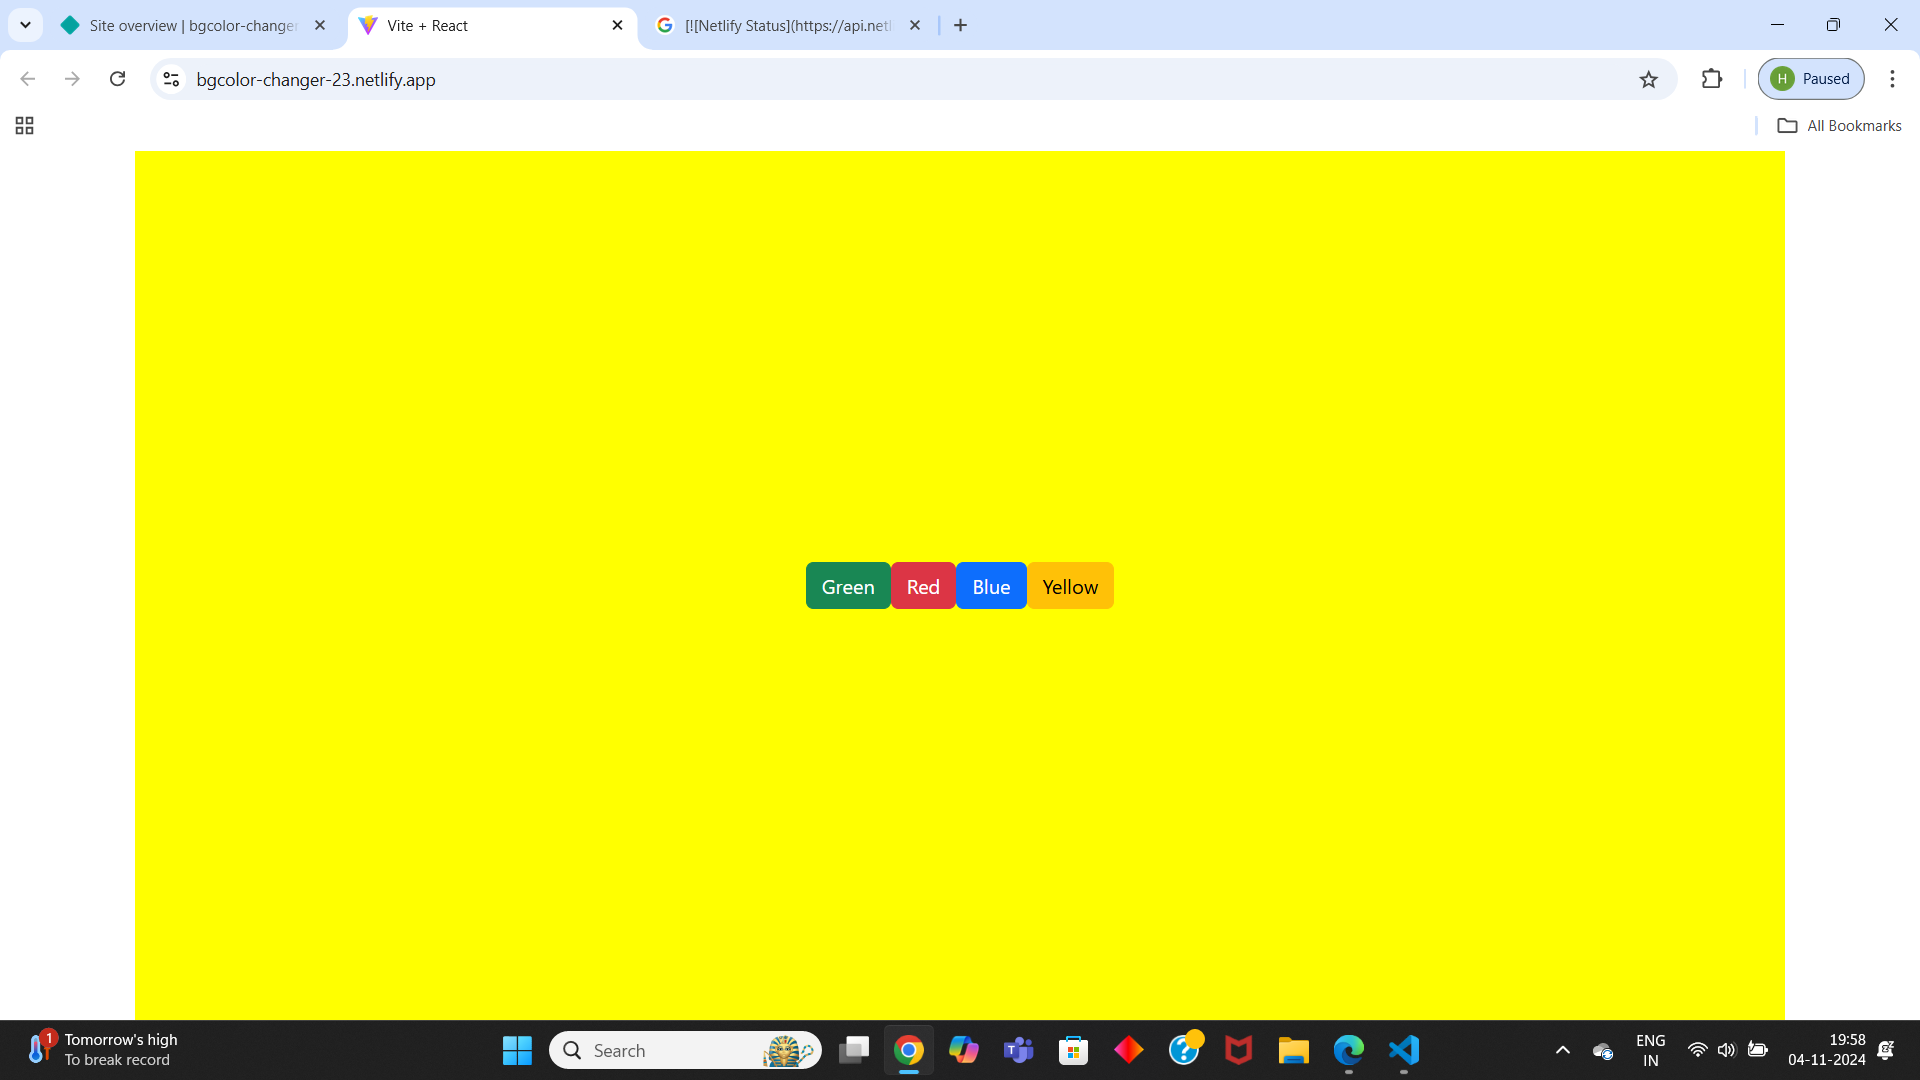 Site overview | bgcolor-changer
Vite + React
[![Netlify Status](https://api.netl
bgcolor-changer-23.netlify.app
H Paused
All Bookmarks
Green Red Blue Yellow
1
Tomorrow's high
To break record
Search
ENG
IN
19:58
04-11-2024